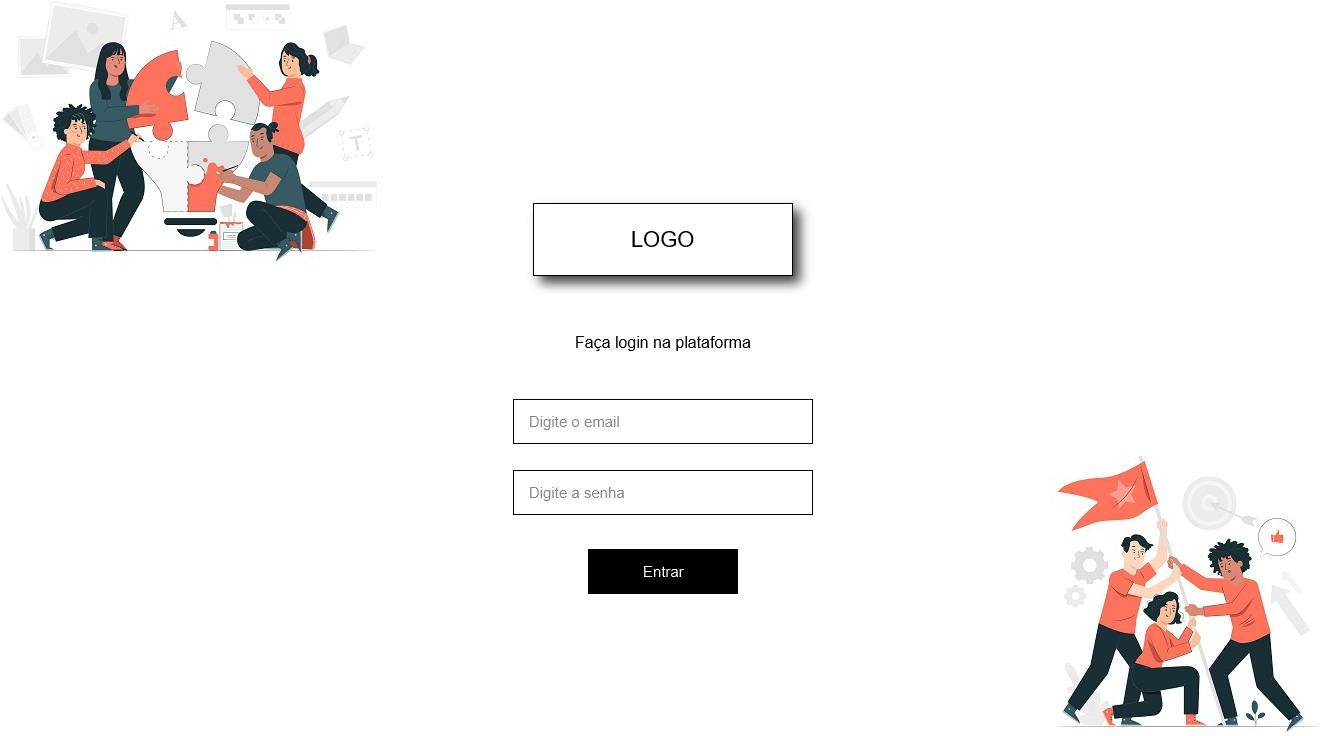 A
T
LOGO
Faça login na plataforma
Digite o email
Digite a senha
Entrar